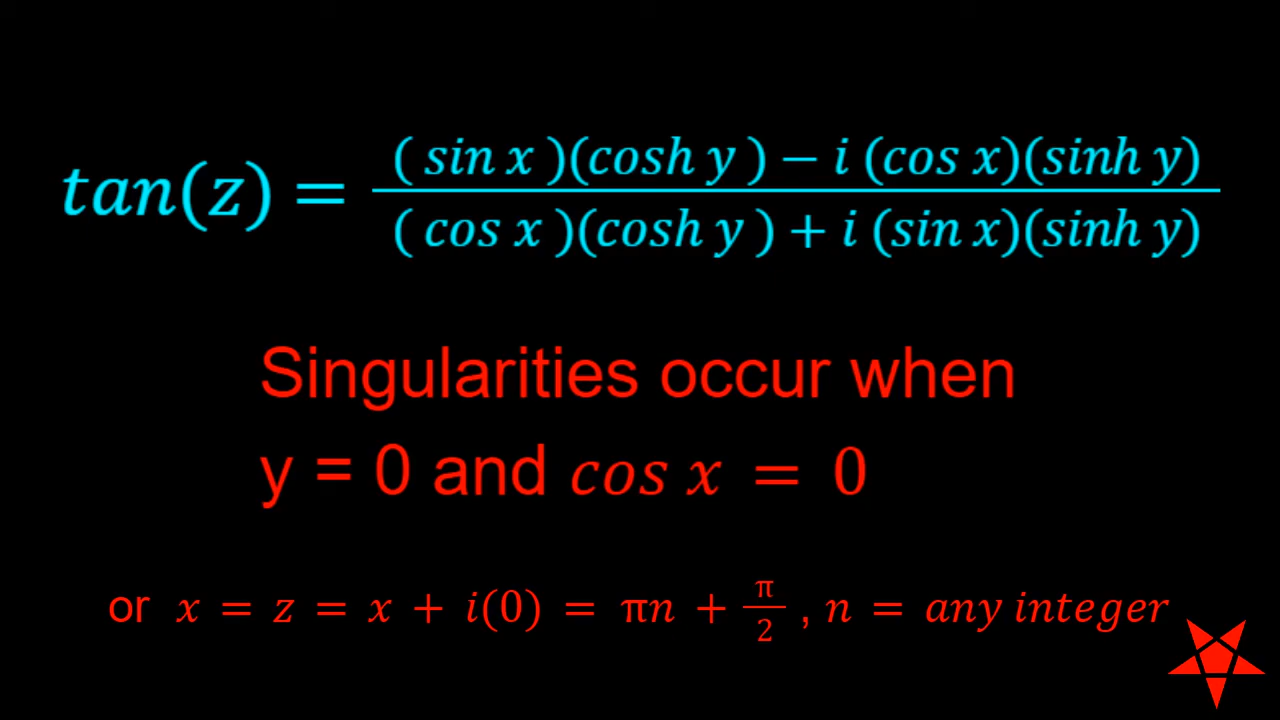 tan(z) = ( sin x )(cosh y ) − i (cos x)(sinh y) / ( cos x )(cosh y ) + i (sin x)(sinh y)
Singularities occur when
y = 0 and cos x = 0
or x = z = x + i(0) = πn + π/2 , n = any integer